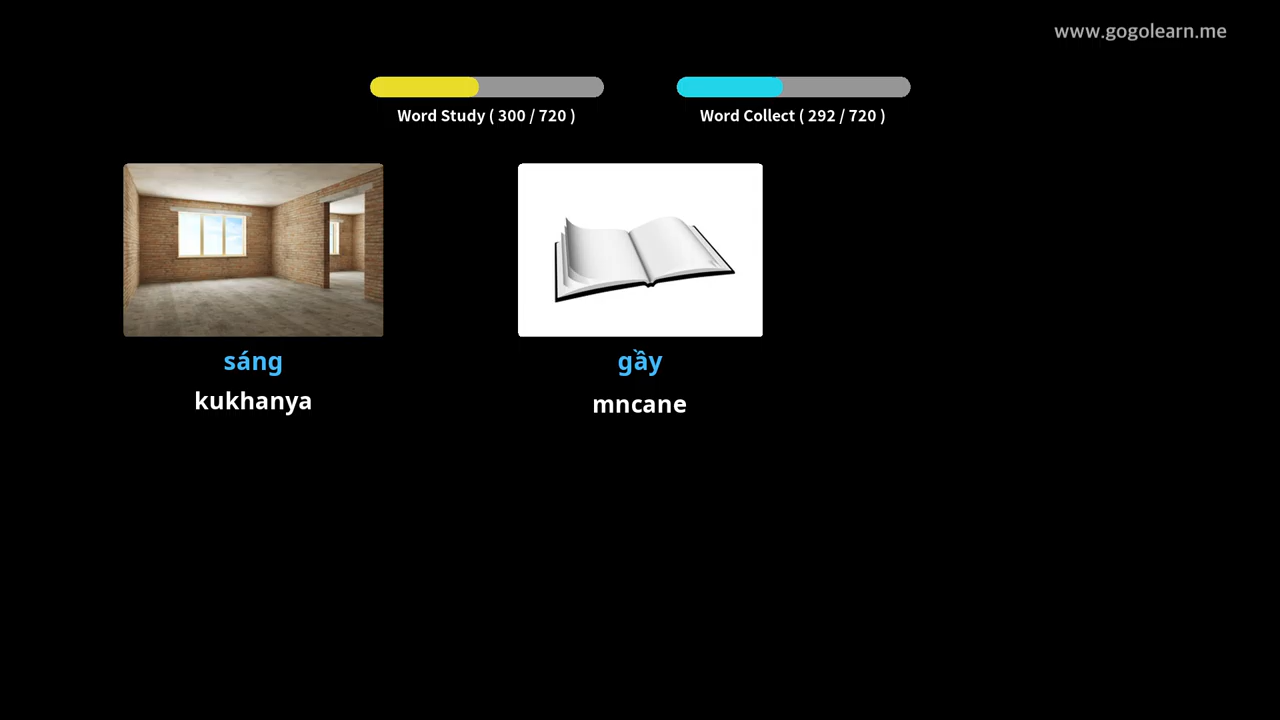 www.gogolearn.me
Word Study ( 300 / 720 )
Word Collect ( 292 / 720 )
sáng
kukhanya
gầy
mncane